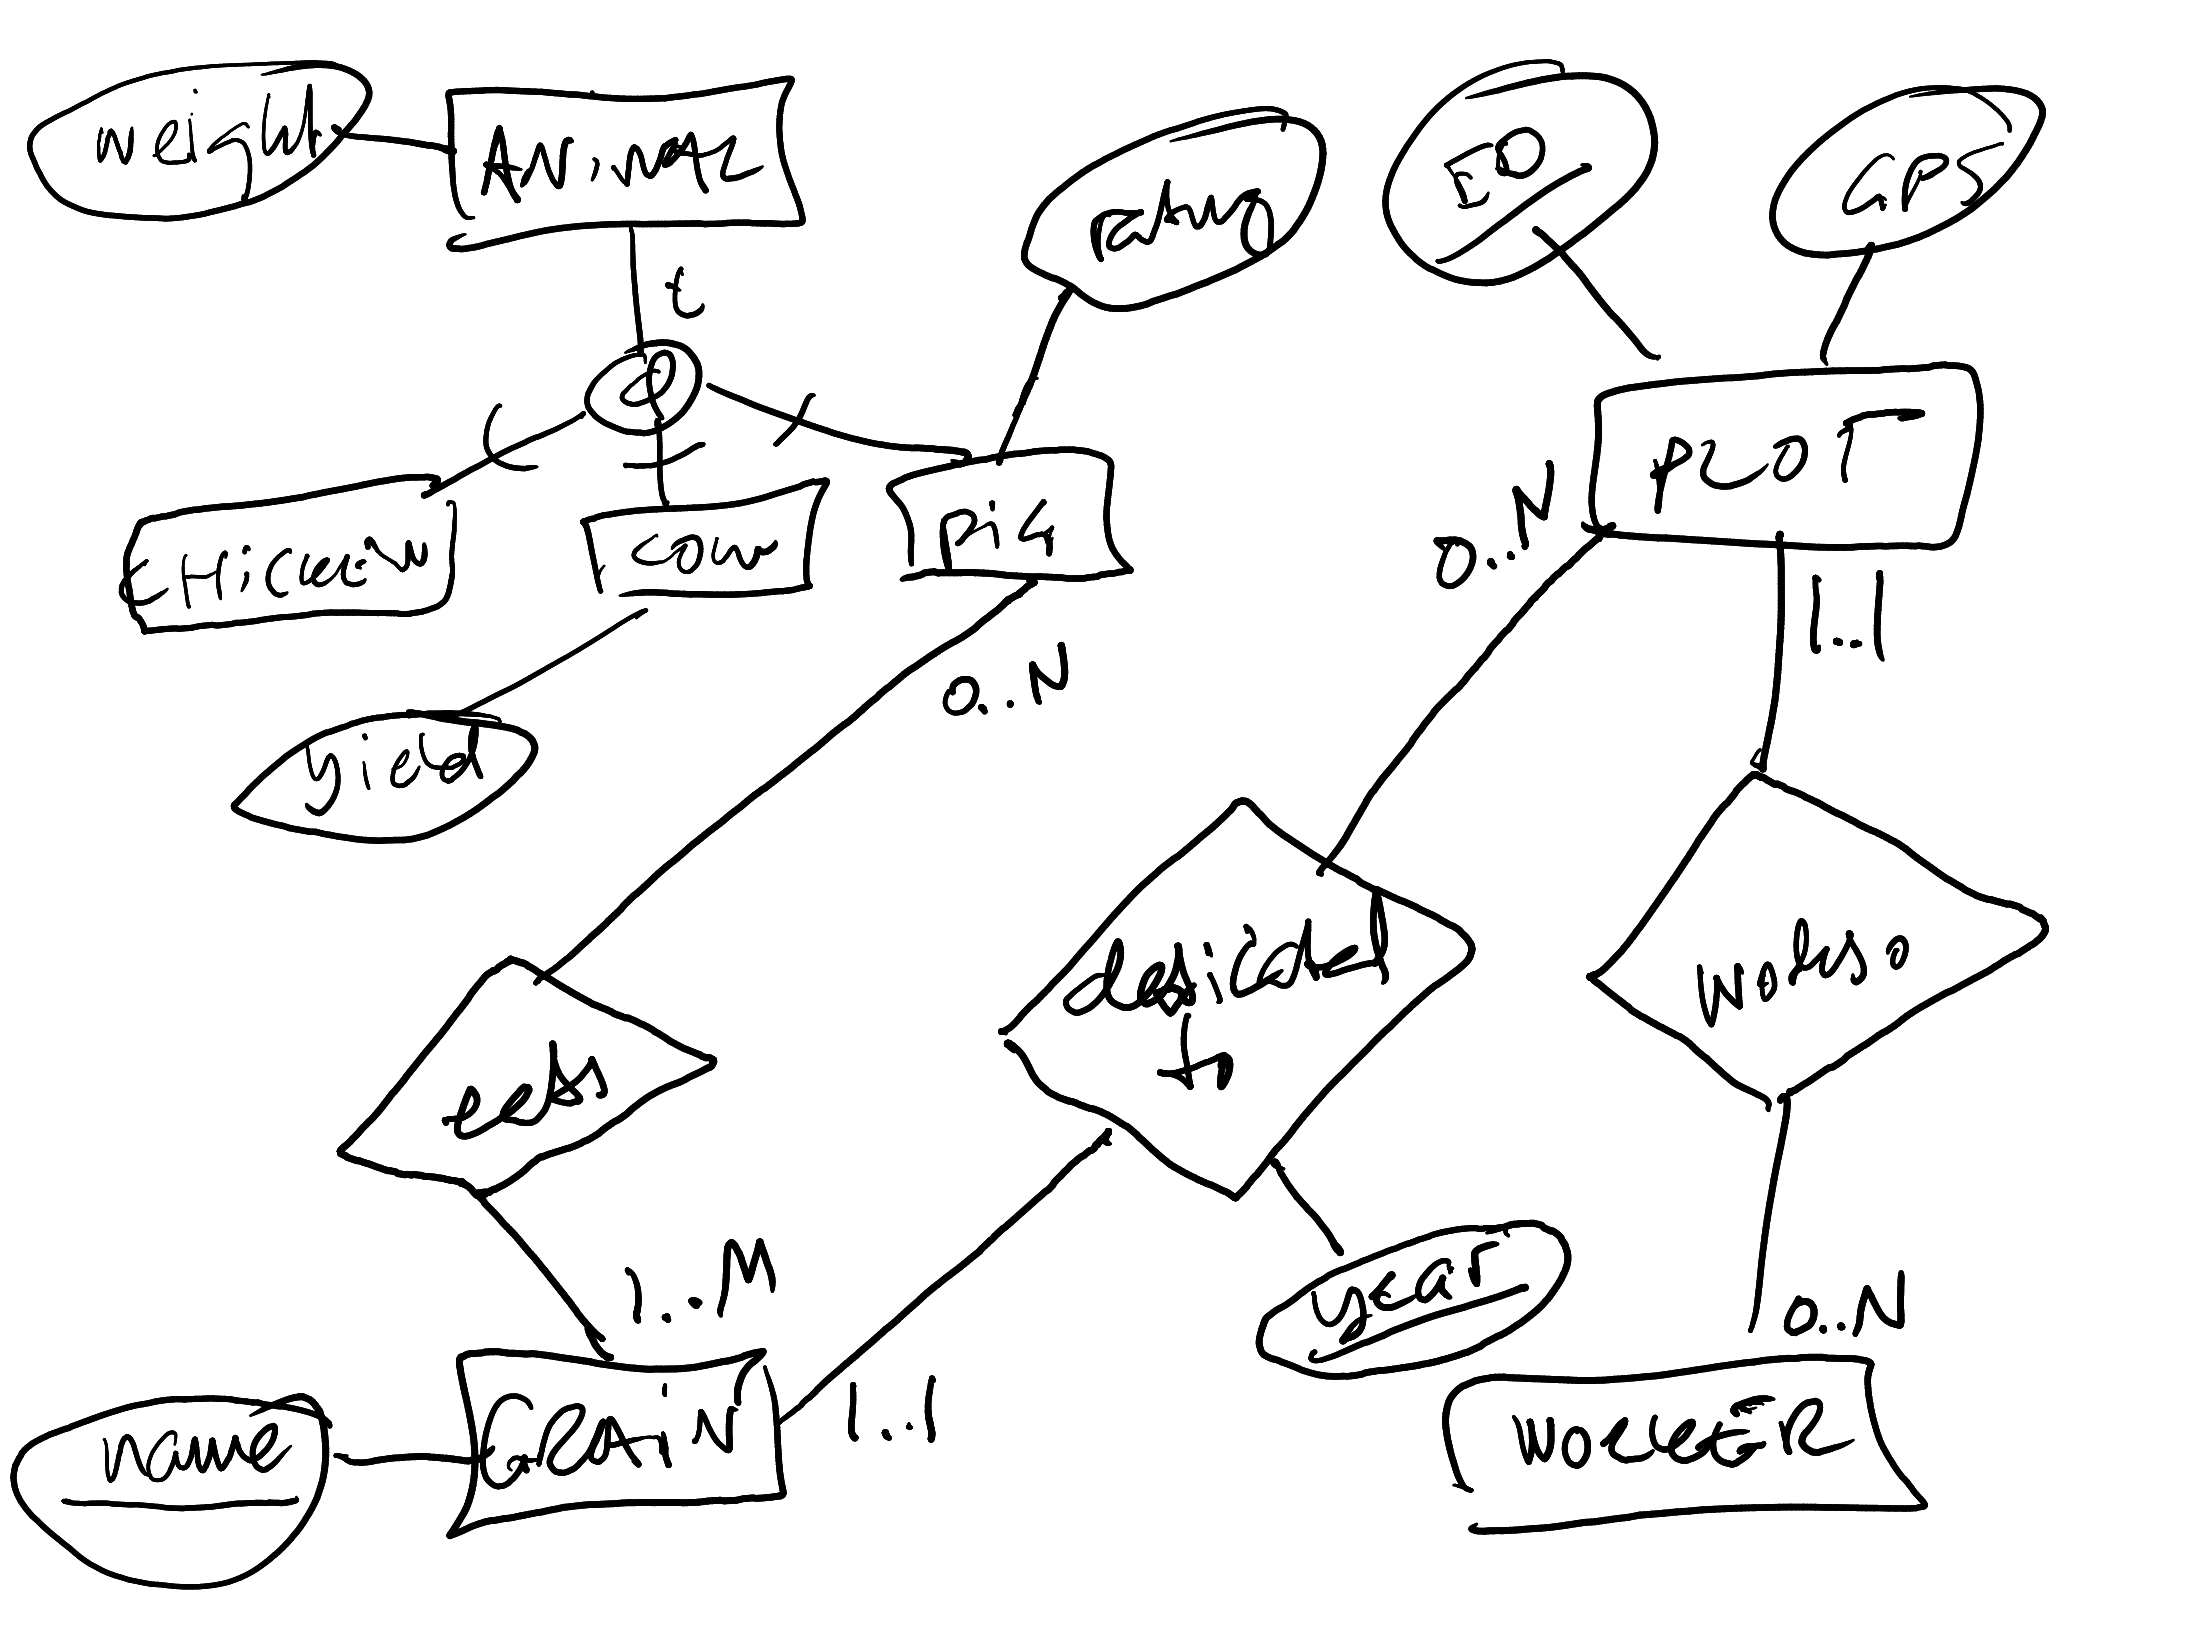 weight
ANiMAL
rating
ID
GPS
t
d
CHiCKEN
COW
PiG
PLOT
0..N
1..1
0..N
yield
eats
dedicated
to
1..M
year
1..1
0..N
name
GRAiN
WORKER